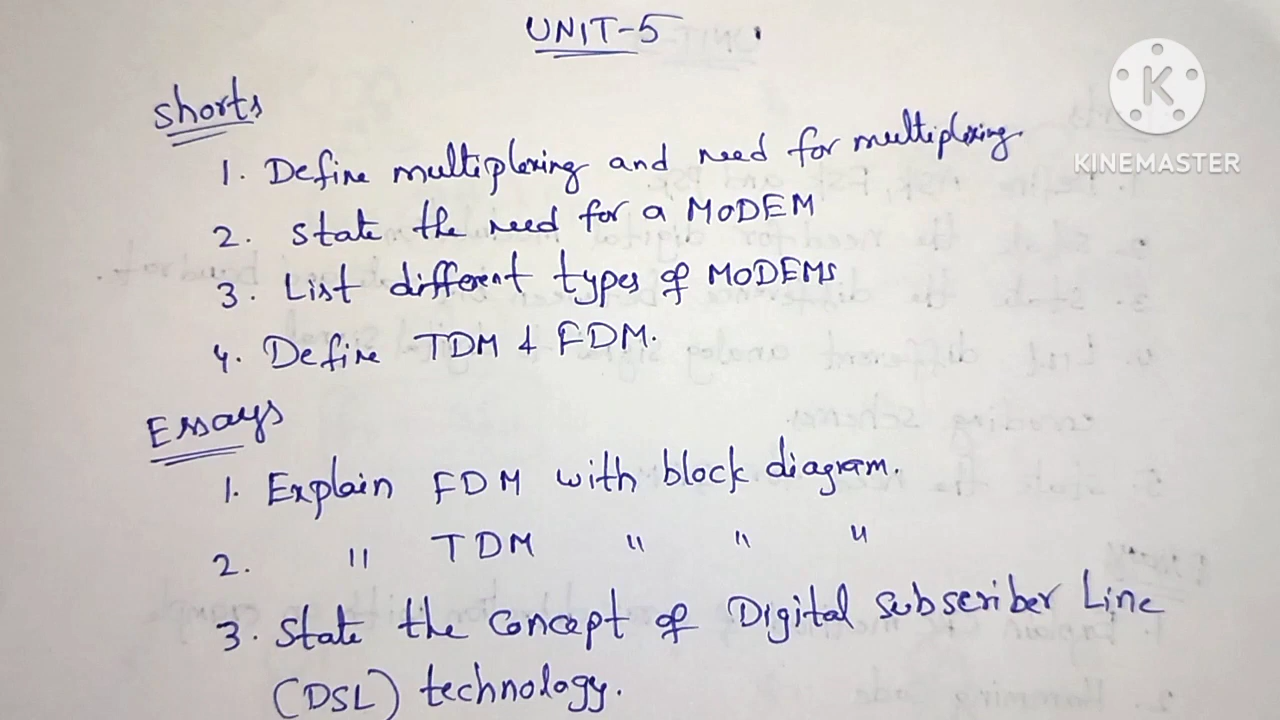 UNIT-5
Shorts
1. Define multiplexing and need for multiplexing.
2. State the need for a MODEM
3. List different types of MODEMS
4. Define TDM & FDM.
Essays
1. Explain FDM with block diagram.
2. " TDM " " "
3. State the Concept of Digital subscriber Line
(DSL) technology.
K
KINEMASTER